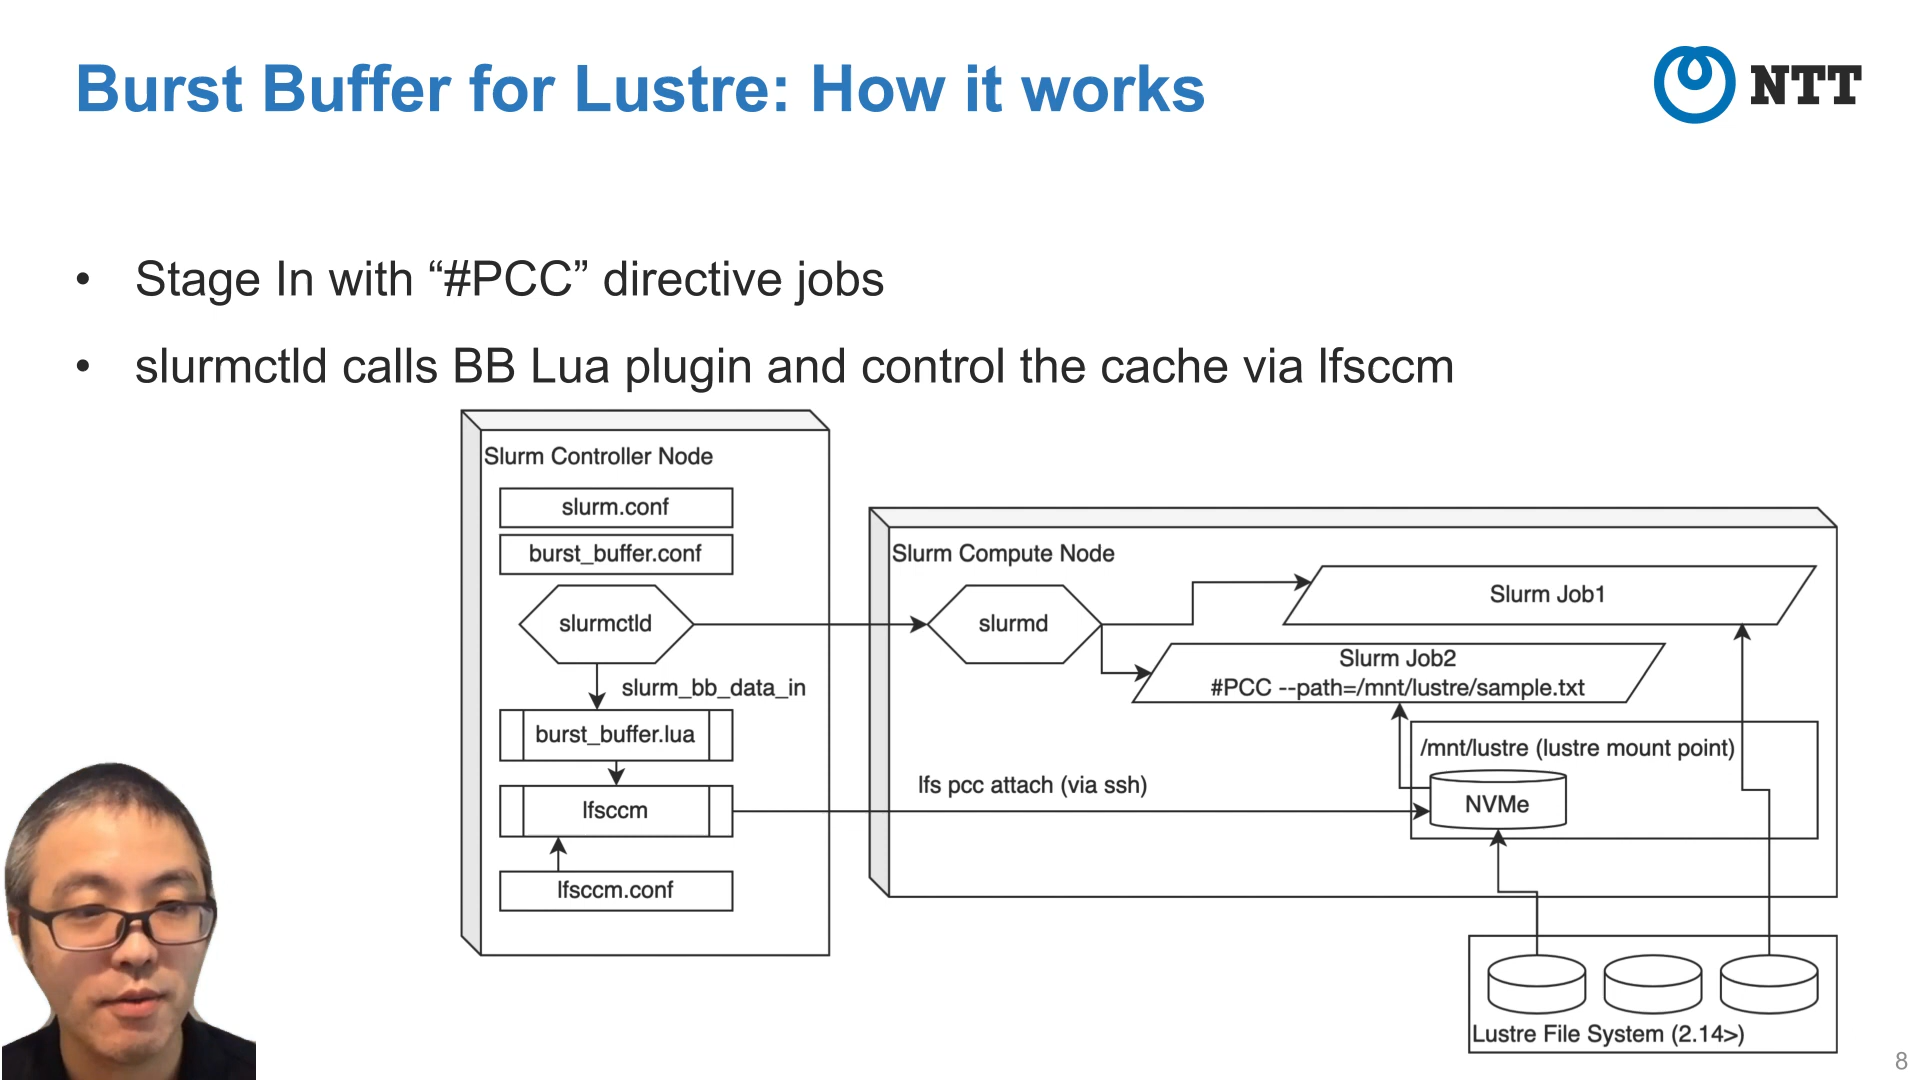 Burst Buffer for Lustre: How it works
NTT
• Stage In with “#PCC” directive jobs
• slurmctld calls BB Lua plugin and control the cache via lfsccm
Slurm Controller Node
slurm.conf
burst_buffer.conf
slurmctld
slurm_bb_data_in
burst_buffer.lua
lfsccm
lfsccm.conf
Slurm Compute Node
slurmd
Slurm Job1
Slurm Job2
#PCC --path=/mnt/lustre/sample.txt
/mnt/lustre (lustre mount point)
lfs pcc attach (via ssh)
NVMe
Lustre File System (2.14>)
8